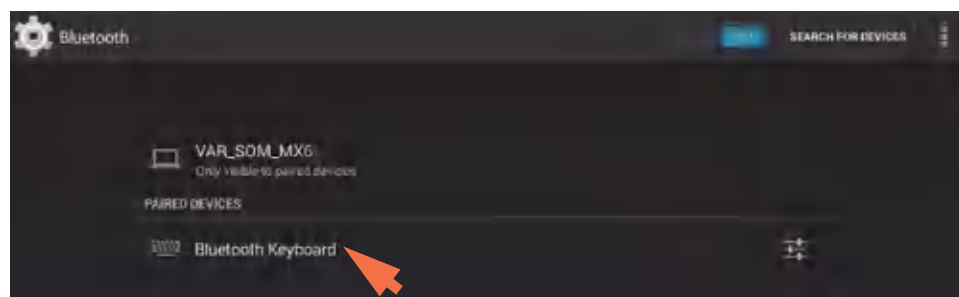 Bluetooth
SEARCH FOR DEVICES
VAR_SOM_MX6
Only visible to paired devices
PAIRED DEVICES
Bluetooth Keyboard